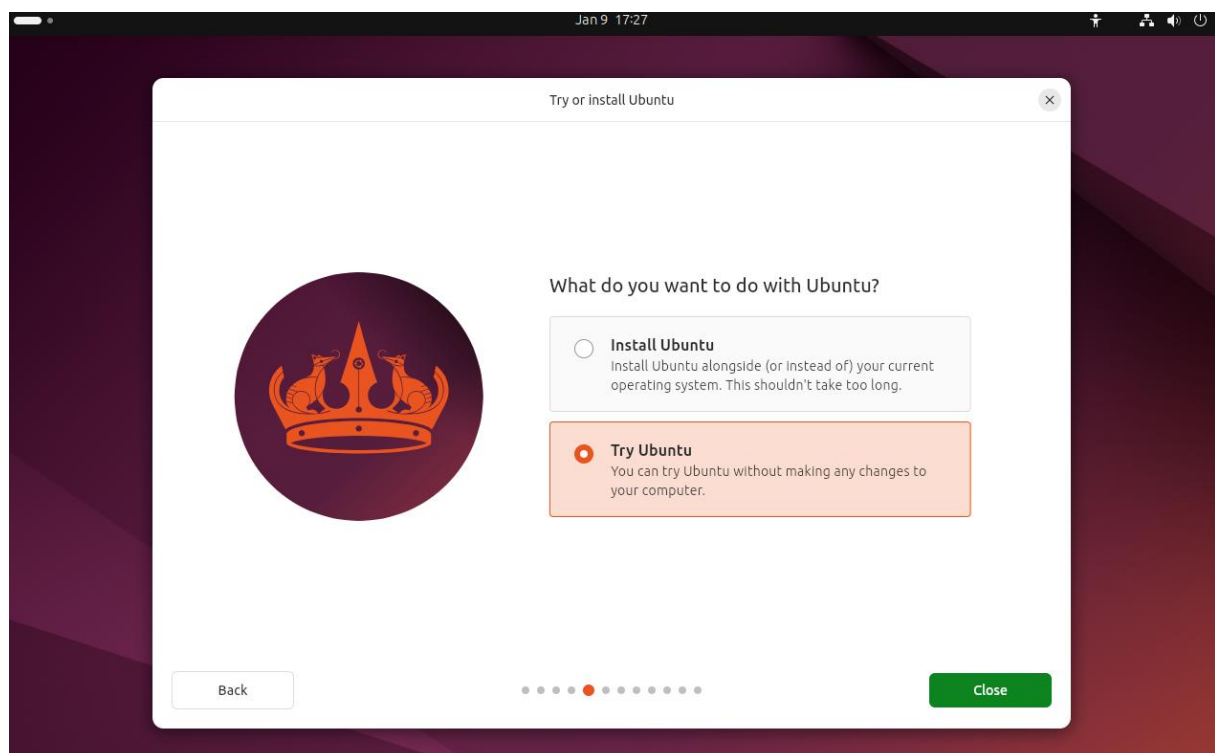 Jan 9 17:27
Try or install Ubuntu
What do you want to do with Ubuntu?
Install Ubuntu
Install Ubuntu alongside (or instead of) your current
operating system. This shouldn't take too long.
Try Ubuntu
You can try Ubuntu without making any changes to
your computer.
Back
Close